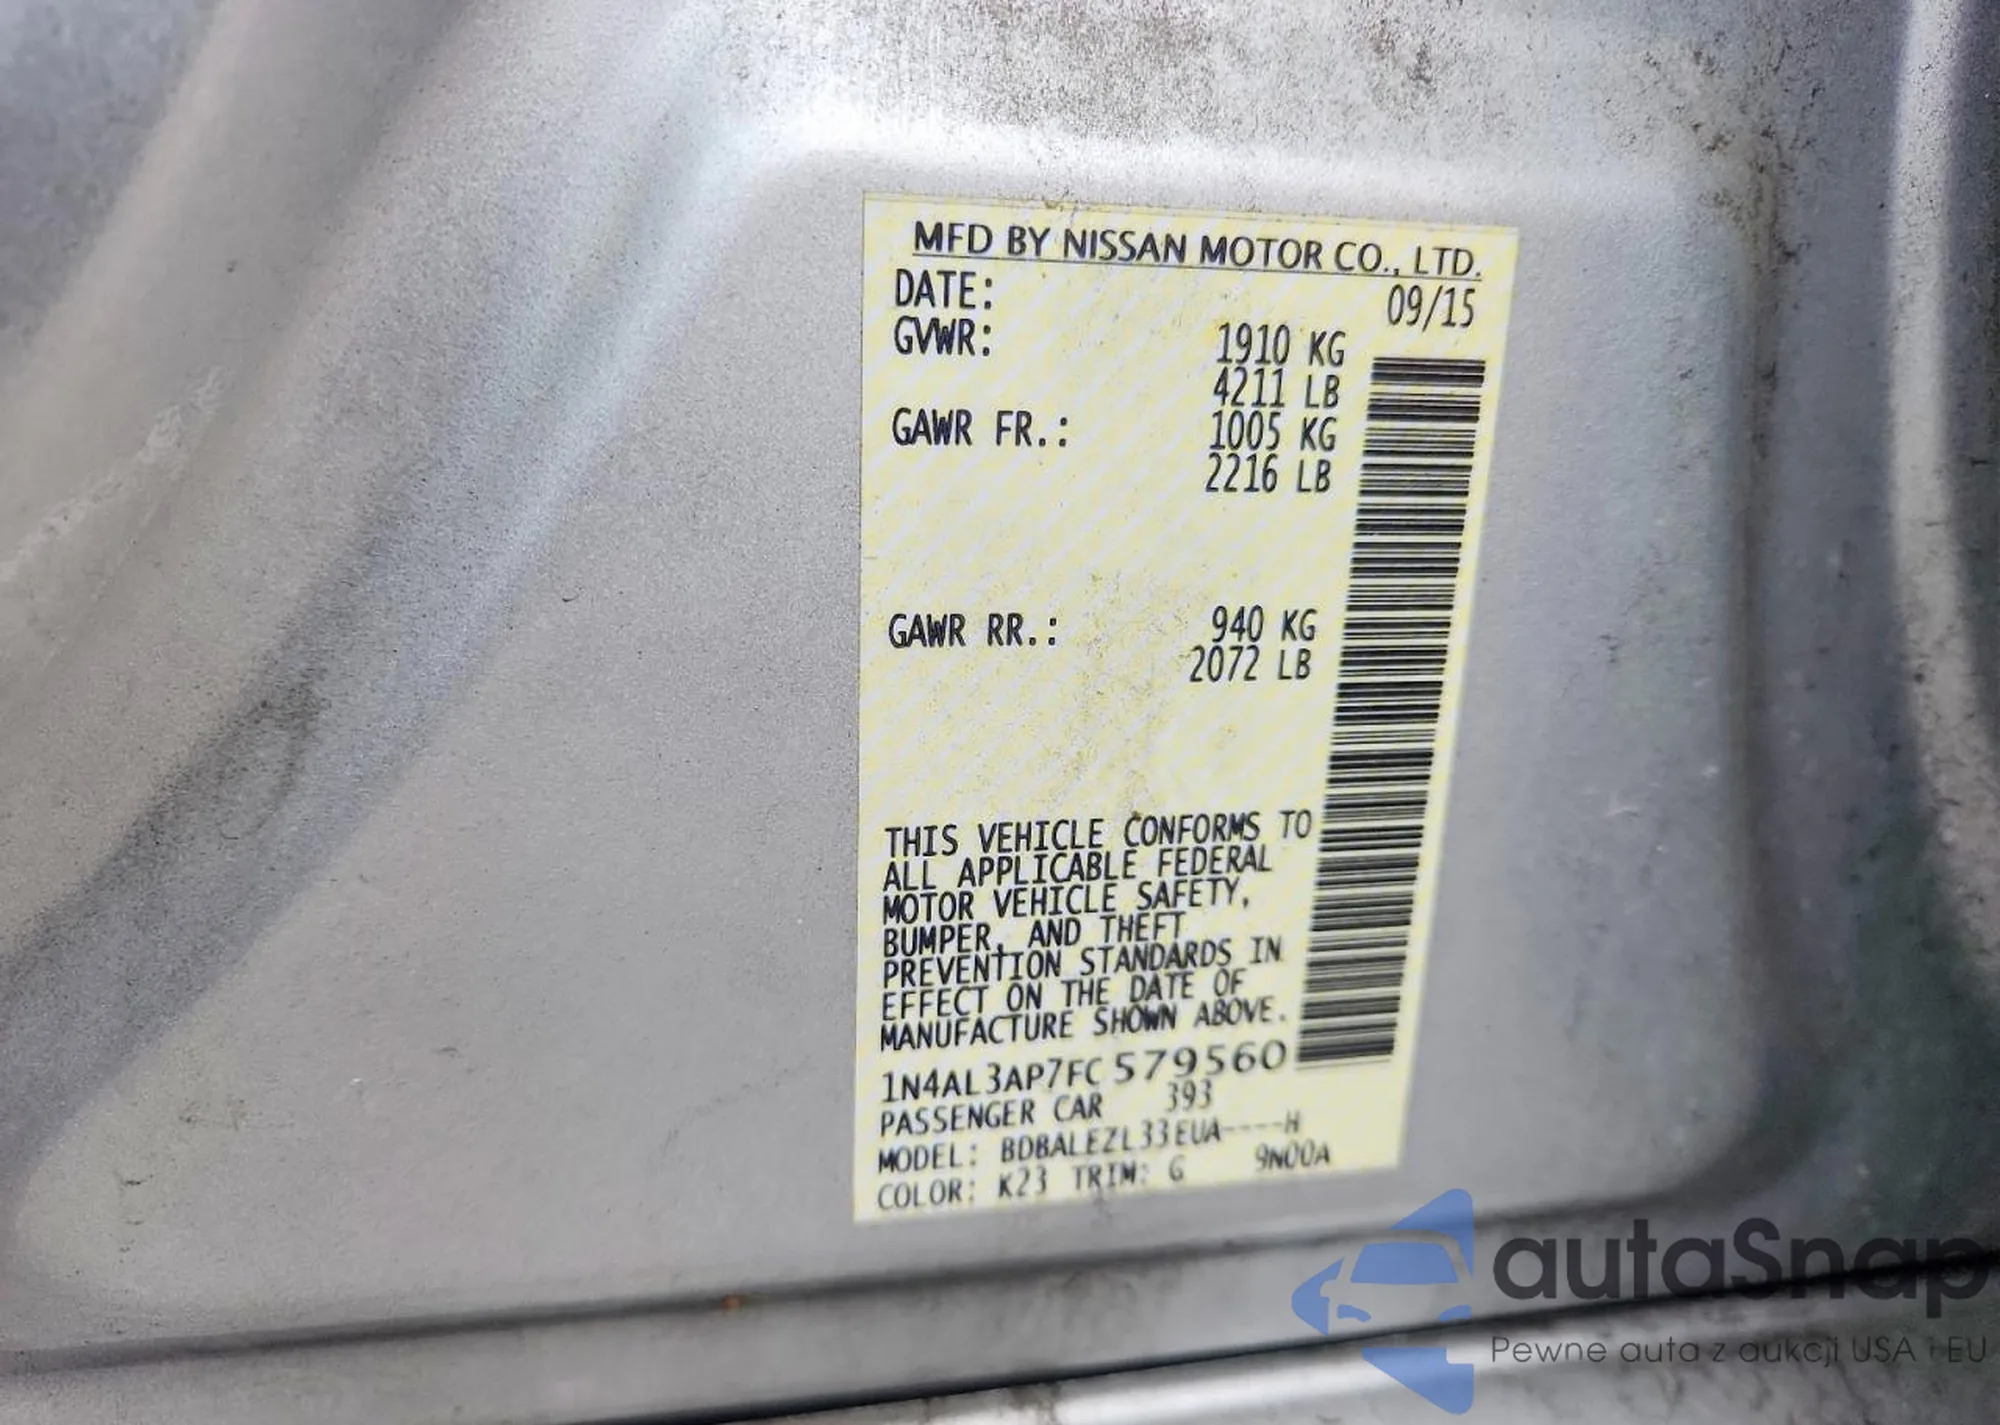 MFD BY NISSAN MOTOR CO., LTD.
DATE: 09/15
GVWR: 1910 KG
4211 LB
GAWR FR.: 1005 KG
2216 LB
GAWR RR.: 940 KG
2072 LB
THIS VEHICLE CONFORMS TO
ALL APPLICABLE FEDERAL
MOTOR VEHICLE SAFETY,
BUMPER, AND THEFT
PREVENTION STANDARDS IN
EFFECT ON THE DATE OF
MANUFACTURE SHOWN ABOVE.
1N4AL3AP7FC579560
PASSENGER CAR 393
MODEL: BDBALEZL33EUA----H
COLOR: K23 TRIM: G 9N00A
autaSnap
Pewne auta z aukcji USA i EU